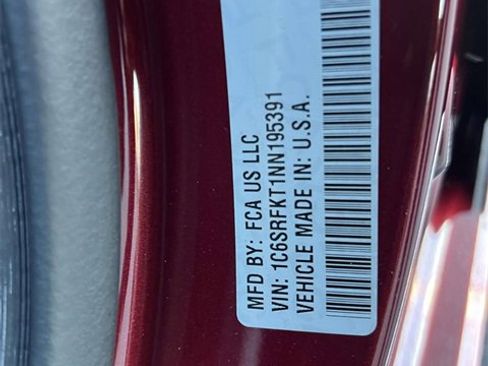 MFD BY: FCA US LLC
VIN: 1C6SRFKT1NN195391
VEHICLE MADE IN: U.S.A.